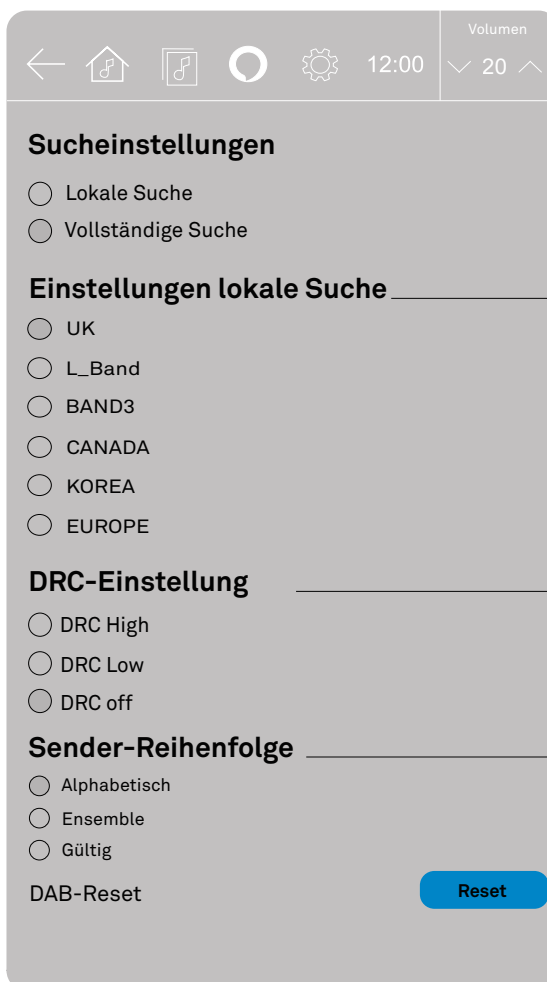 Volumen
12:00
20
Sucheinstellungen
Lokale Suche
Vollständige Suche
Einstellungen lokale Suche
UK
L_Band
BAND3
CANADA
KOREA
EUROPE
DRC-Einstellung
DRC High
DRC Low
DRC off
Sender-Reihenfolge
Alphabetisch
Ensemble
Gültig
DAB-Reset
Reset